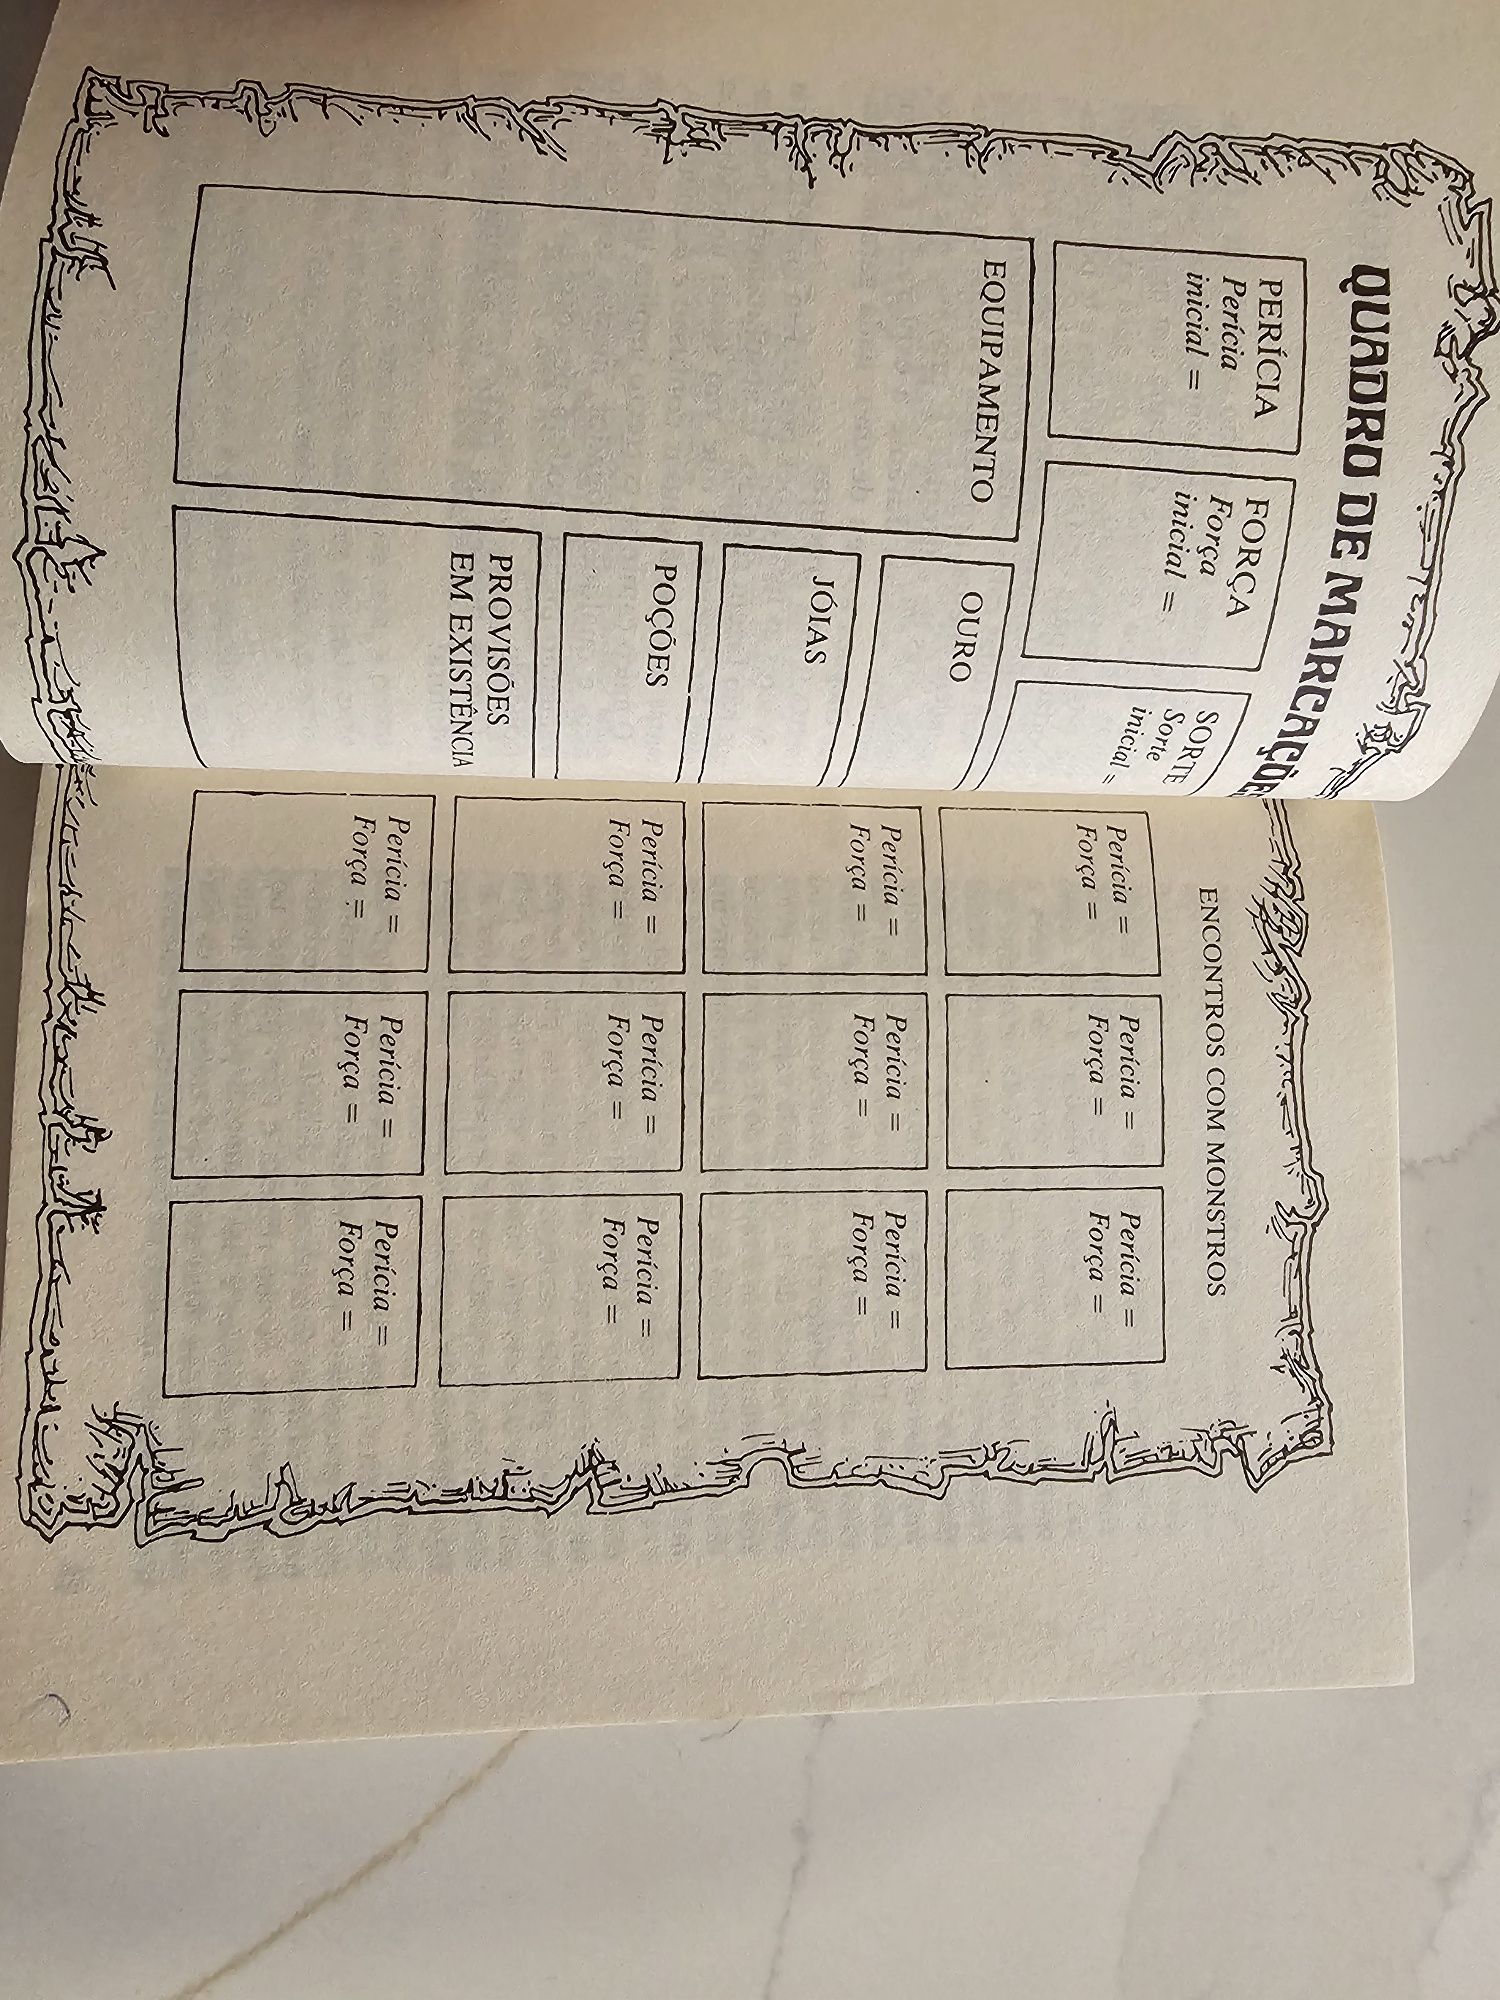 QUADRO DE MARCAÇÕES
PERÍCIA
Perícia
inicial =
FORÇA
Força
inicial =
SORTE
Sorte
inicial =
EQUIPAMENTO
OURO
JÓIAS
POÇÕES
PROVISÕES
EM EXISTÊNCIA
ENCONTROS COM MONSTROS
Perícia =
Força =
Perícia =
Força =
Perícia =
Força =
Perícia =
Força =
Perícia =
Força =
Perícia =
Força =
Perícia =
Força =
Perícia =
Força =
Perícia =
Força =
Perícia =
Força =
Perícia =
Força =
Perícia =
Força =